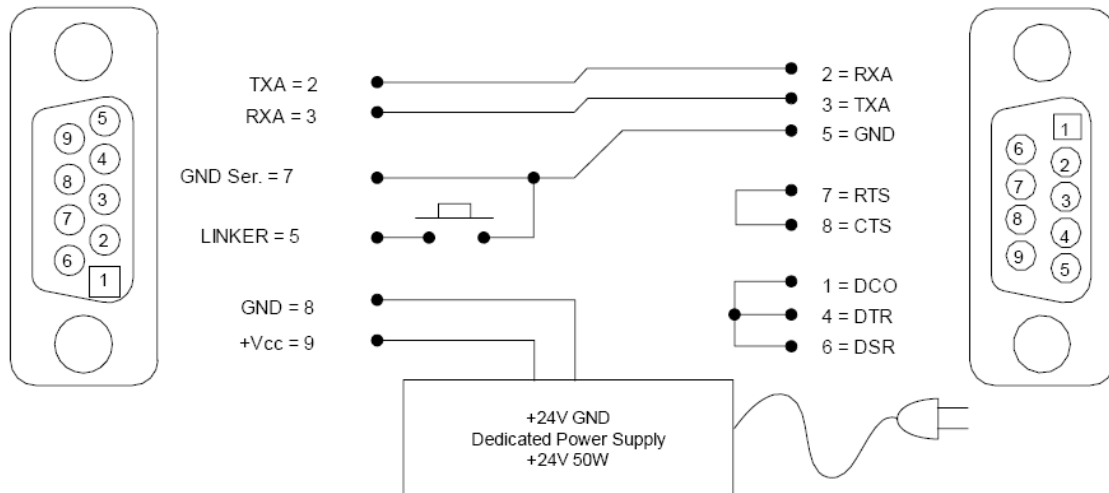 5
9
4
8
3
7
2
6
1
TXA = 2
RXA = 3
GND Ser. = 7
LINKER = 5
GND = 8
+Vcc = 9
2 = RXA
3 = TXA
5 = GND
7 = RTS
8 = CTS
1 = DCO
4 = DTR
6 = DSR
1
6
2
7
3
8
4
9
5
+24V GND
Dedicated Power Supply
+24V 50W